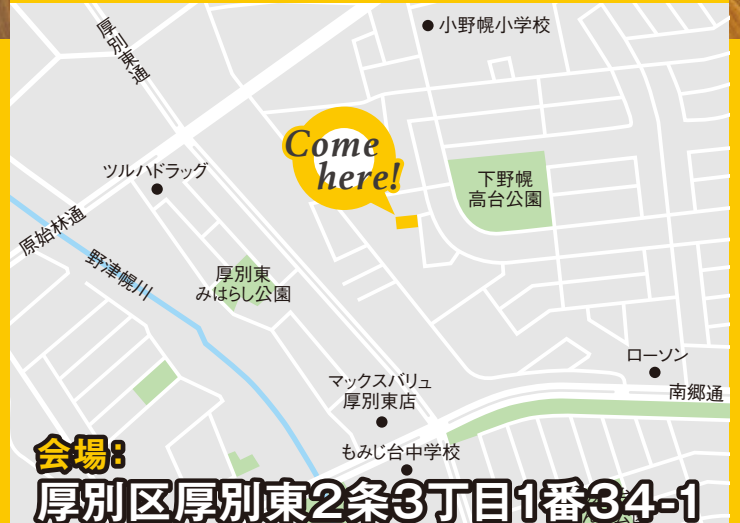 小野幌小学校
厚別東通
Come
here!
ツルハドラッグ
下野幌
高台公園
原始林通
野津幌川
厚別東
みはらし公園
ローソン
マックスバリュ
厚別東店
南郷通
もみじ台中学校
会場:
厚別区厚別東2条3丁目1番34-1